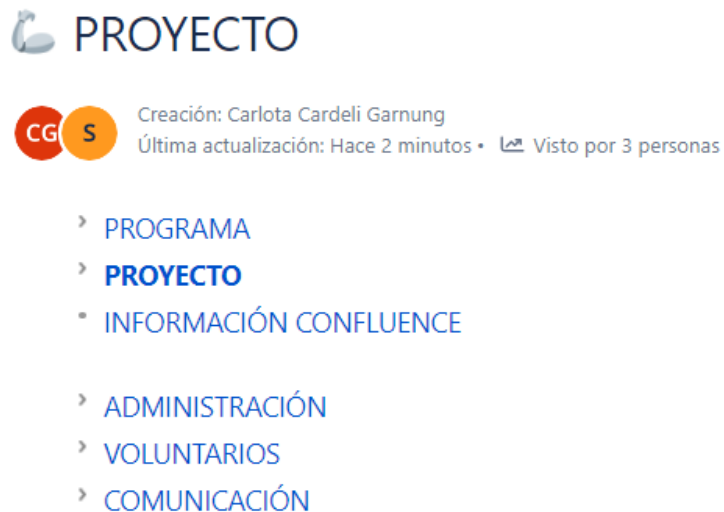 PROYECTO
CG S
Creación: Carlota Cardeli Garnung
Última actualización: Hace 2 minutos • Visto por 3 personas
PROGRAMA
PROYECTO
INFORMACIÓN CONFLUENCE
ADMINISTRACIÓN
VOLUNTARIOS
COMUNICACIÓN